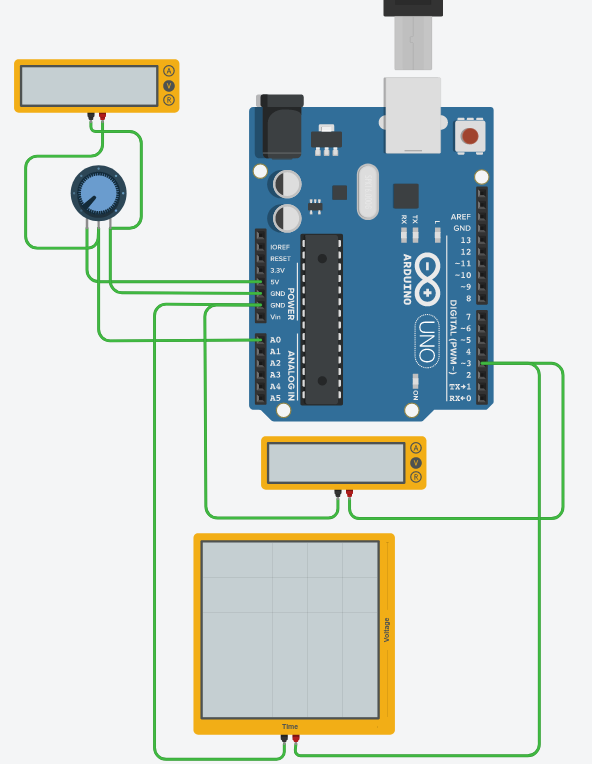 A
V
R
IOREF
RESET
3.3V
5V
GND
GND
Vin
POWER
A0
A1
A2
A3
A4
A5
ANALOG IN
RX
TX
L
ARDUINO
UNO
ON
AREF
GND
13
12
~11
~10
~9
8
7
~6
~5
4
~3
2
TX→1
RX←0
DIGITAL (PWM~)
A
V
R
Voltage
Time